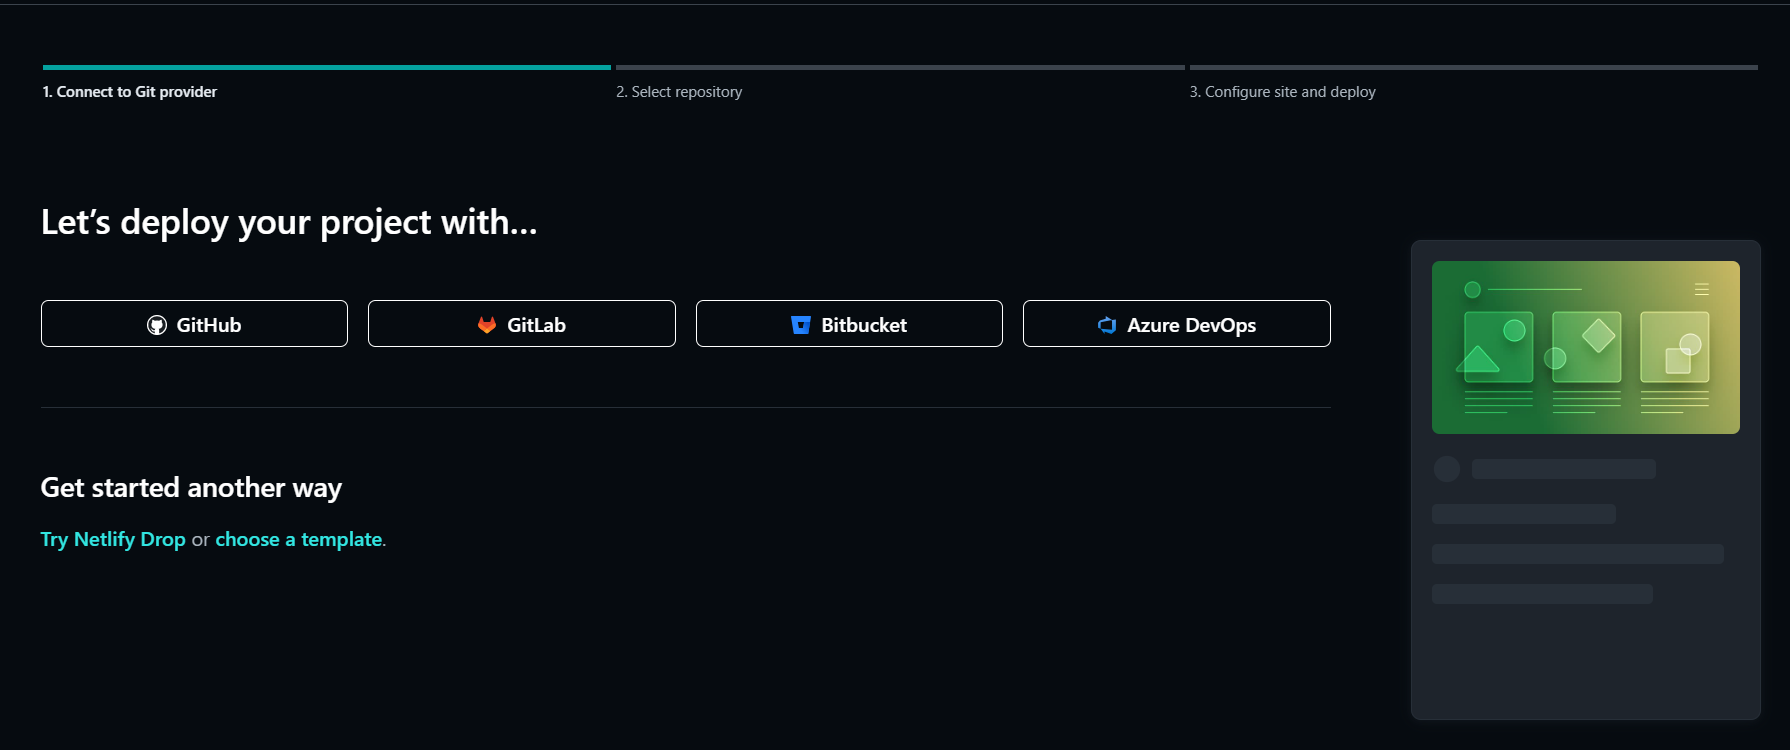 1. Connect to Git provider
2. Select repository
3. Configure site and deploy
Let’s deploy your project with…
GitHub
GitLab
Bitbucket
Azure DevOps
Get started another way
Try Netlify Drop or choose a template.